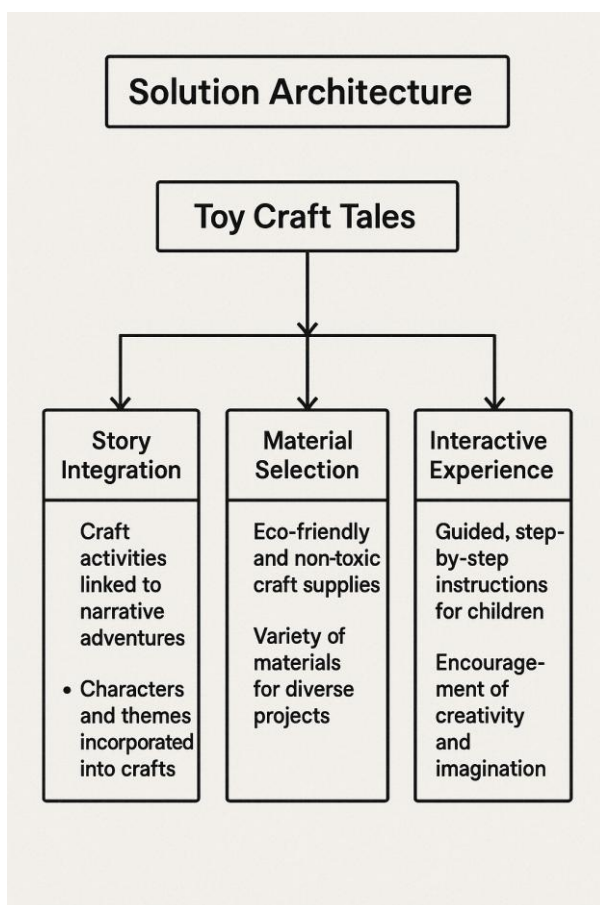 Solution Architecture
Toy Craft Tales
Story
Integration
Craft
activities
linked to
narrative
adventures
• Characters
and themes
incorporated
into crafts
Material
Selection
Eco-friendly
and non-toxic
craft supplies
Variety of
materials
for diverse
projects
Interactive
Experience
Guided, step-
by-step
instructions
for children
Encourage-
ment of
creativity
and
imagination